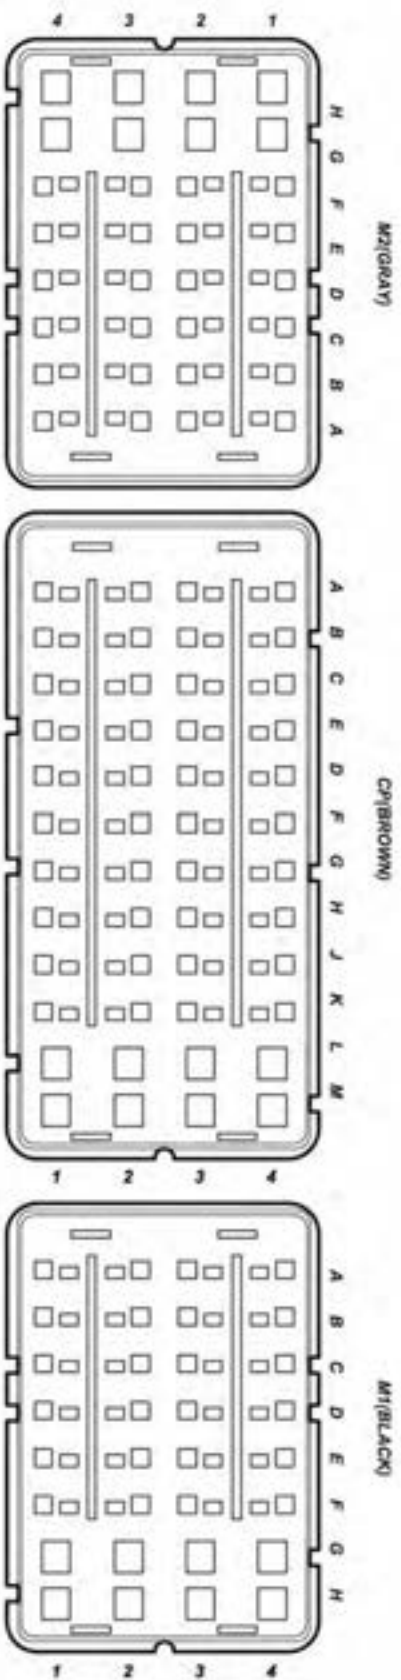 4 3 2 1
H
G
F
E
D
C
B
A
M2(GRAY)
A
B
C
E
D
F
G
H
J
K
L
M
CP(BROWN)
1 2 3 4
A
B
C
D
E
F
G
H
M1(BLACK)
1 2 3 4